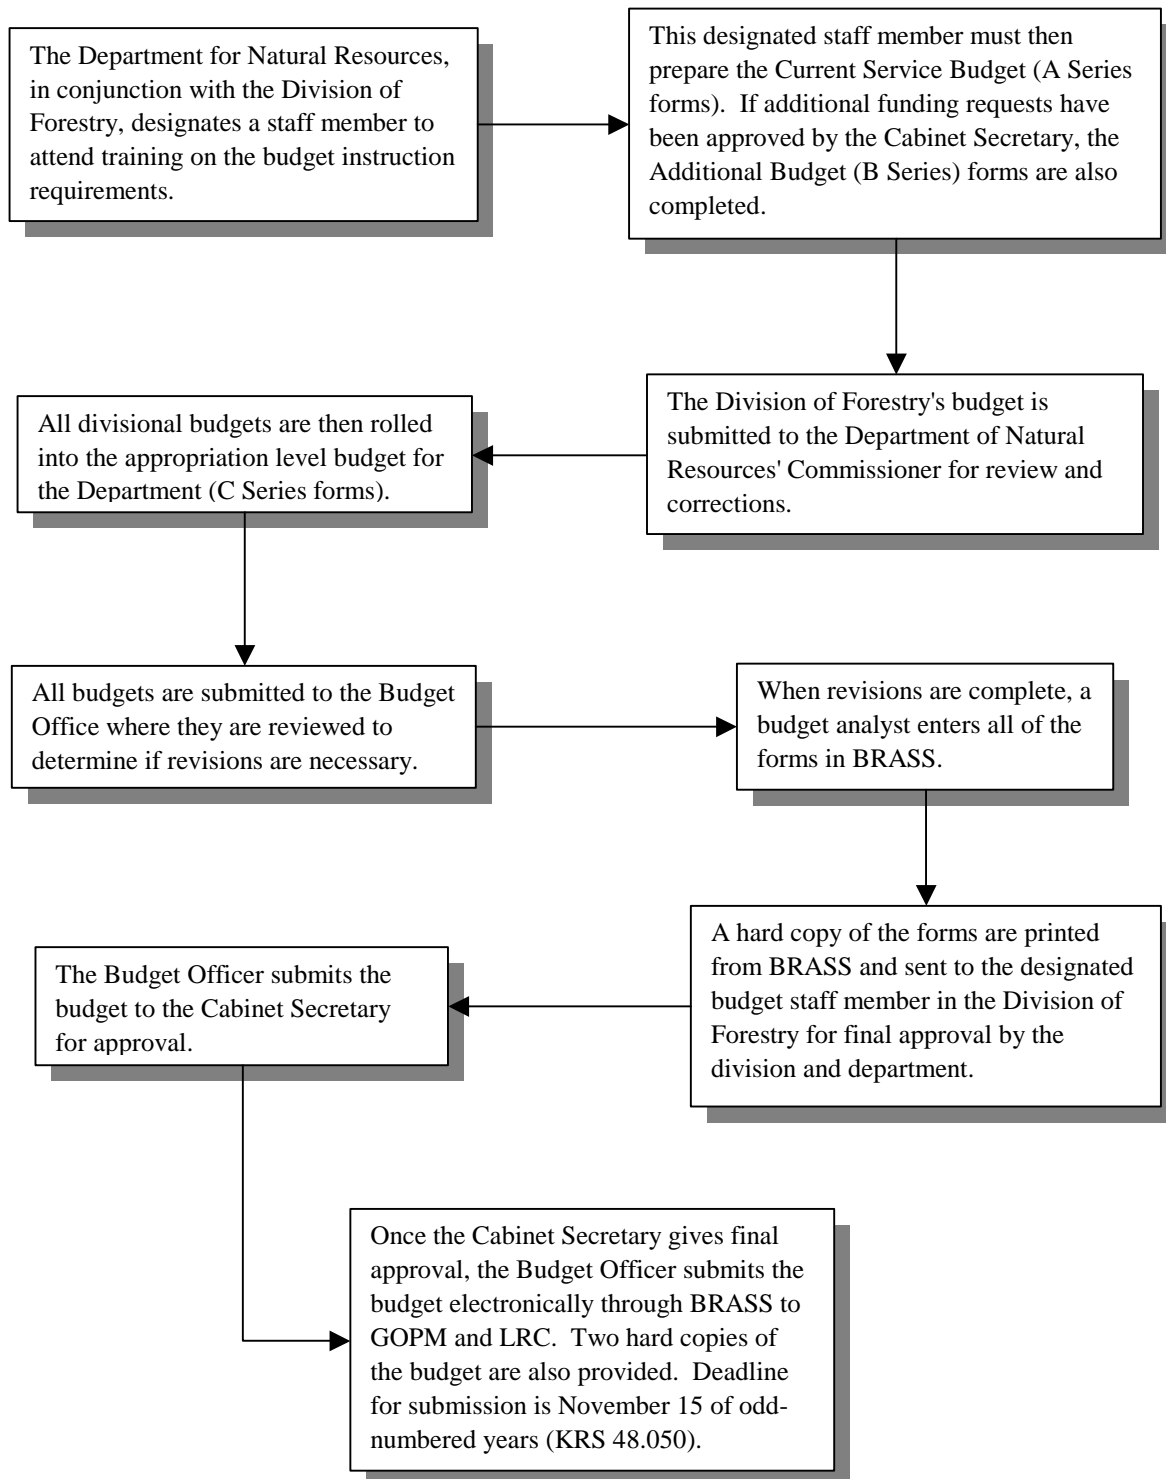 The Department for Natural Resources,
in conjunction with the Division of
Forestry, designates a staff member to
attend training on the budget instruction
requirements.
This designated staff member must then
prepare the Current Service Budget (A Series
forms).  If additional funding requests have
been approved by the Cabinet Secretary, the
Additional Budget (B Series) forms are also
completed.
The Division of Forestry's budget is
submitted to the Department of Natural
Resources' Commissioner for review and
corrections.
All divisional budgets are then rolled
into the appropriation level budget for
the Department (C Series forms).
All budgets are submitted to the Budget
Office where they are reviewed to
determine if revisions are necessary.
When revisions are complete, a
budget analyst enters all of the
forms in BRASS.
A hard copy of the forms are printed
from BRASS and sent to the designated
budget staff member in the Division of
Forestry for final approval by the
division and department.
The Budget Officer submits the
budget to the Cabinet Secretary
for approval.
Once the Cabinet Secretary gives final
approval, the Budget Officer submits the
budget electronically through BRASS to
GOPM and LRC.  Two hard copies of
the budget are also provided.  Deadline
for submission is November 15 of odd-
numbered years (KRS 48.050).